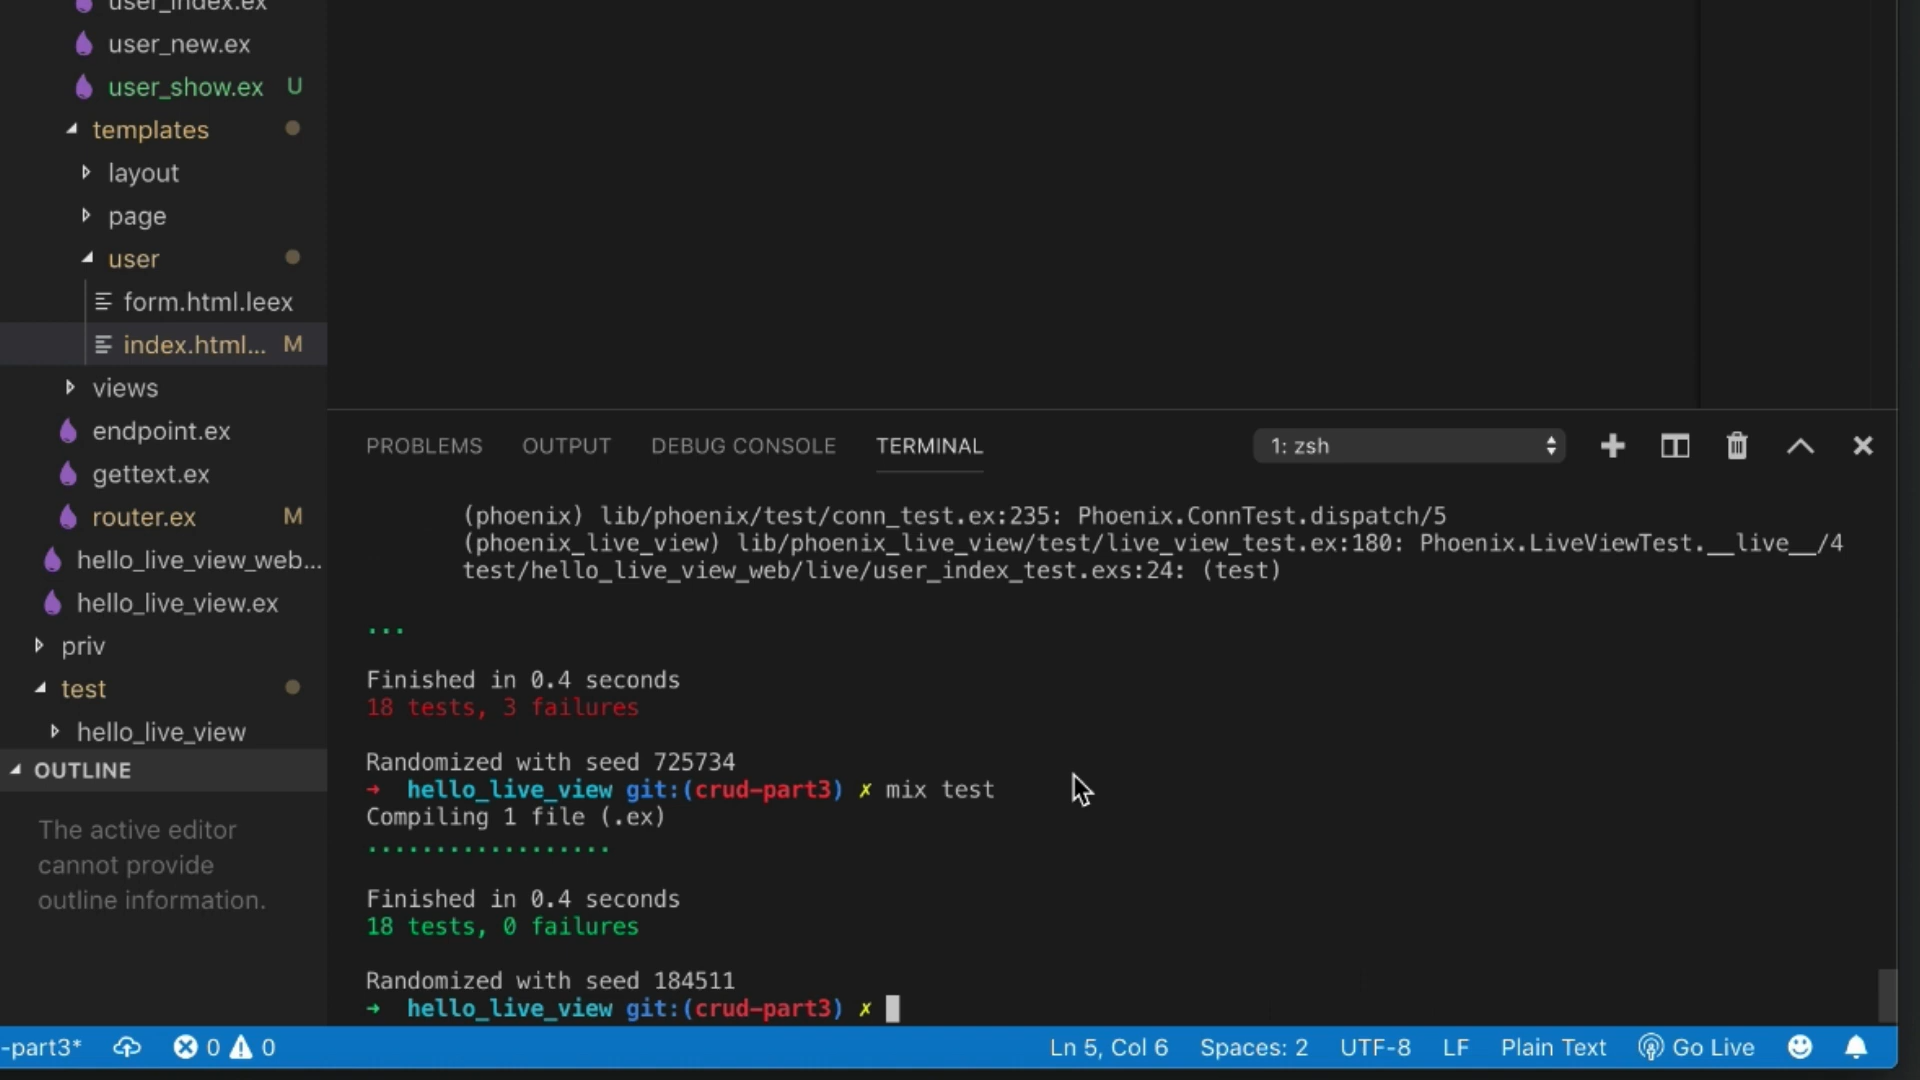 user_index.ex
user_new.ex
user_show.ex U
templates
layout
page
user
form.html.leex
index.html... M
views
endpoint.ex
gettext.ex
router.ex M
hello_live_view_web...
hello_live_view.ex
priv
test
hello_live_view
OUTLINE
The active editor
cannot provide
outline information.
PROBLEMS OUTPUT DEBUG CONSOLE TERMINAL 1: zsh
(phoenix) lib/phoenix/test/conn_test.ex:235: Phoenix.ConnTest.dispatch/5
(phoenix_live_view) lib/phoenix_live_view/test/live_view_test.ex:180: Phoenix.LiveViewTest.__live__/4
test/hello_live_view_web/live/user_index_test.exs:24: (test)
...
Finished in 0.4 seconds
18 tests, 3 failures
Randomized with seed 725734
→ hello_live_view git:(crud-part3) ✗ mix test
Compiling 1 file (.ex)
..................
Finished in 0.4 seconds
18 tests, 0 failures
Randomized with seed 184511
→ hello_live_view git:(crud-part3) ✗
-part3* 0 0 Ln 5, Col 6 Spaces: 2 UTF-8 LF Plain Text Go Live